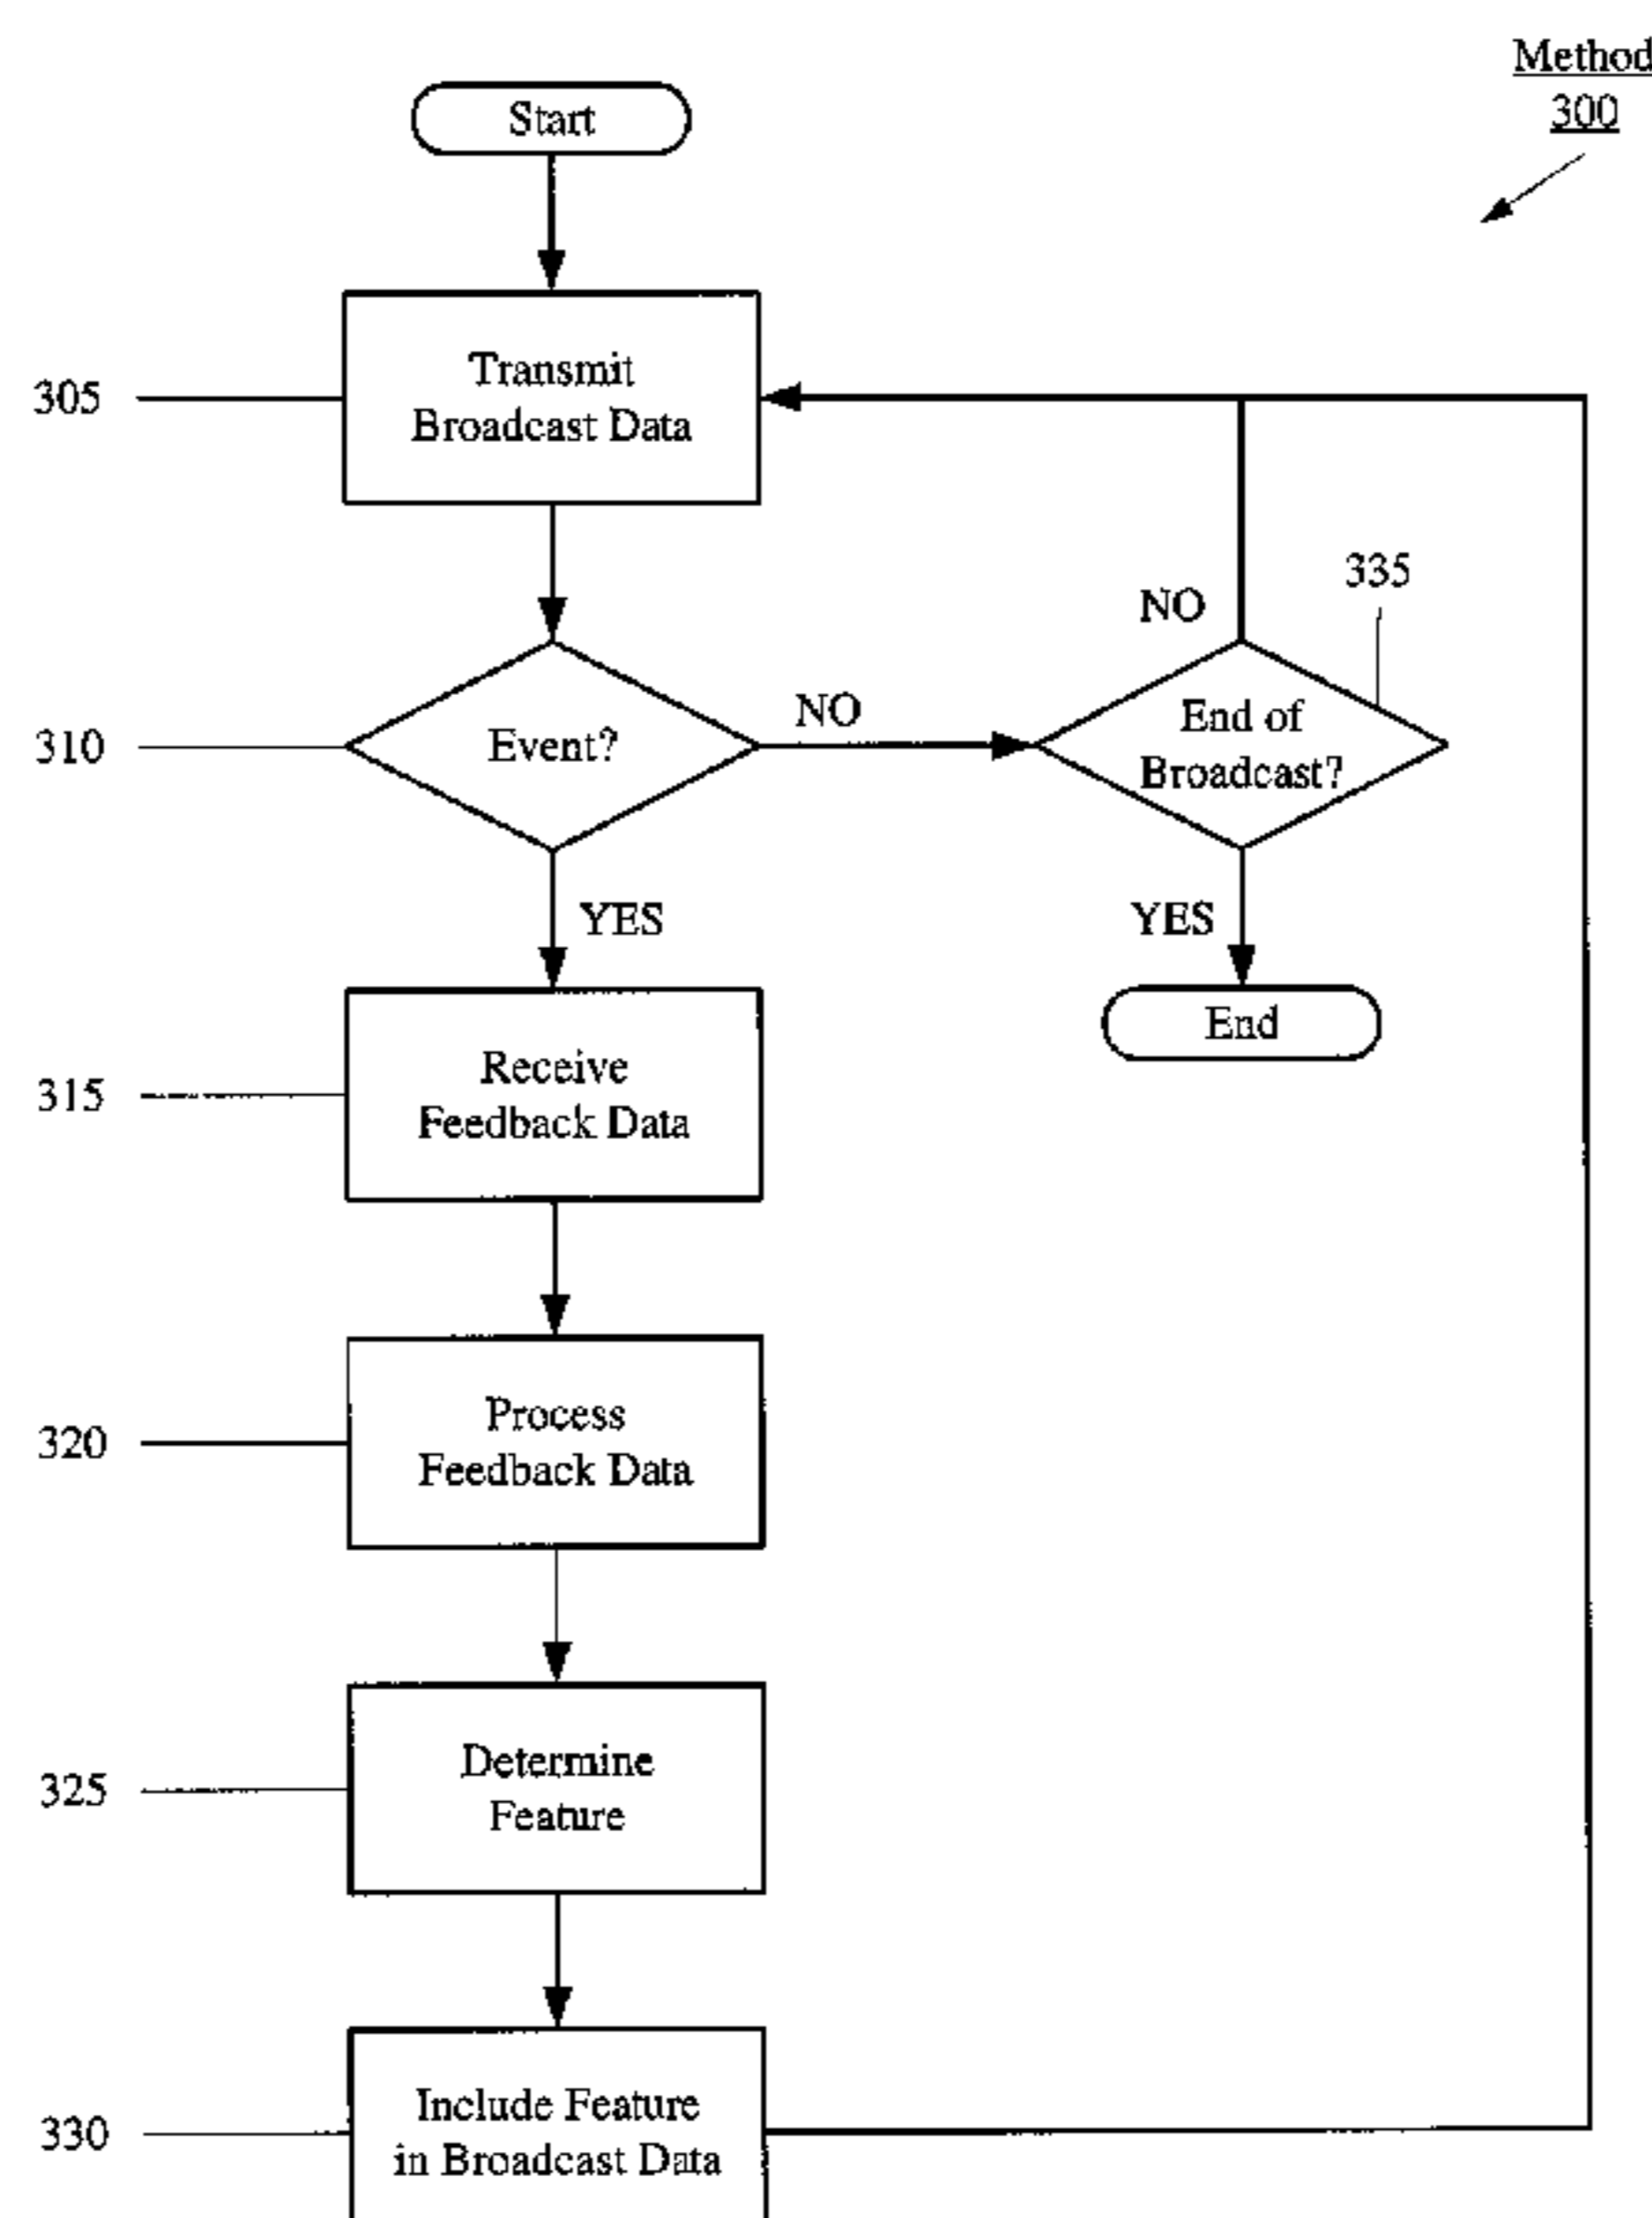 Method
300
Start
305
Transmit
Broadcast Data
335
NO
310
Event?
NO
End of
Broadcast?
YES
YES
End
315
Receive
Feedback Data
320
Process
Feedback Data
325
Determine
Feature
330
Include Feature
in Broadcast Data